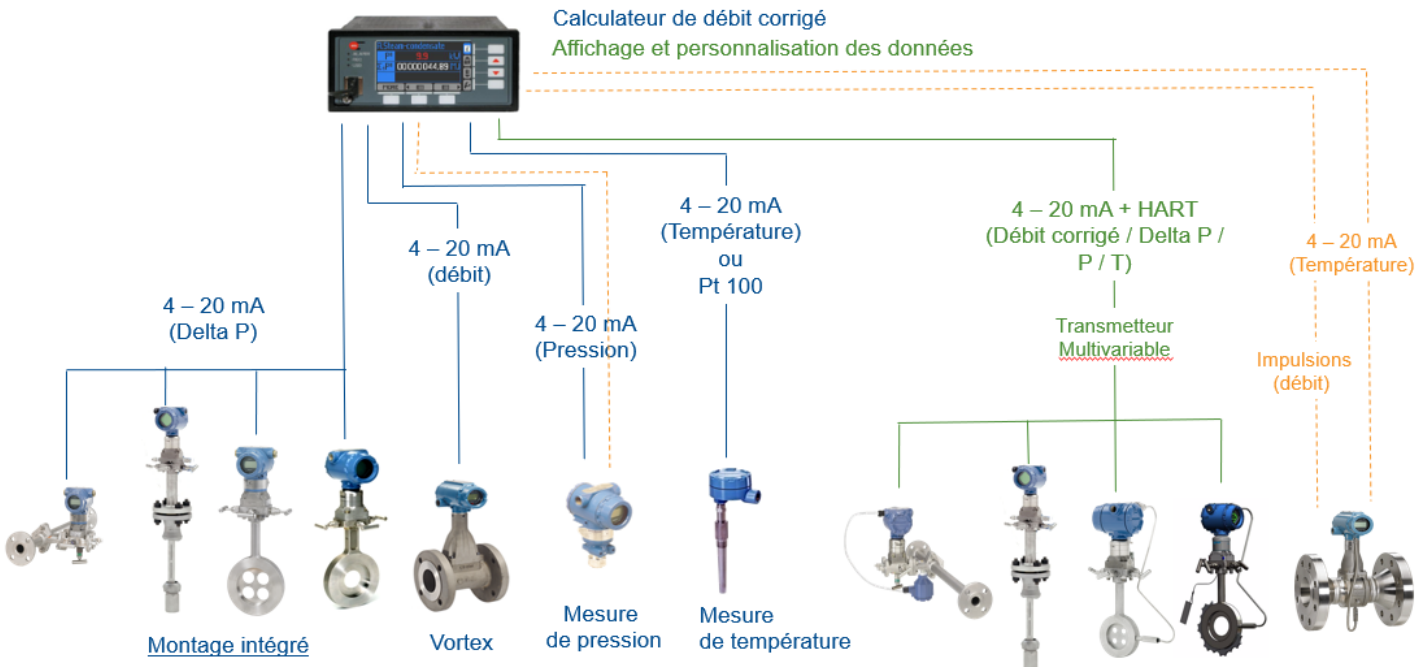 Calculateur de débit corrigé
Affichage et personnalisation des données
4 – 20 mA
(Delta P)
4 – 20 mA
(débit)
4 – 20 mA
(Pression)
4 – 20 mA
(Température)
ou
Pt 100
4 – 20 mA + HART
(Débit corrigé / Delta P /
P / T)
Transmetteur
Multivariable
4 – 20 mA
(Température)
Impulsions
(débit)
Montage intégré
Vortex
Mesure
de pression
Mesure
de température